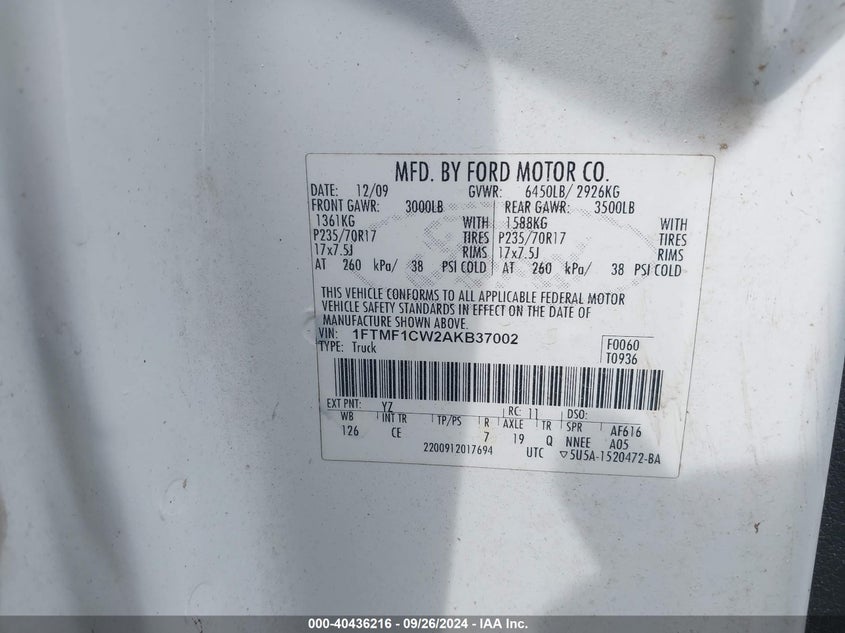 MFD. BY FORD MOTOR CO.
DATE: 12/09 GVWR: 6450LB/ 2926KG
FRONT GAWR: 3000LB REAR GAWR: 3500LB
1361KG WITH 1588KG WITH
P235/70R17 TIRES P235/70R17 TIRES
17x7.5J RIMS 17x7.5J RIMS
AT 260 kPa/ 38 PSI COLD AT 260 kPa/ 38 PSI COLD
THIS VEHICLE CONFORMS TO ALL APPLICABLE FEDERAL MOTOR
VEHICLE SAFETY STANDARDS IN EFFECT ON THE DATE OF
MANUFACTURE SHOWN ABOVE.
VIN: 1FTMF1CW2AKB37002 F0060
TYPE: Truck T0936
EXT PNT: YZ RC: 11 DSO:
WB INT TR TP/PS R AXLE TR SPR AF616
126 CE 7 19 Q NNEE A05
2200912017694 UTC ▽5U5A-1520472-BA
000-40436216 - 09/26/2024 - IAA Inc.